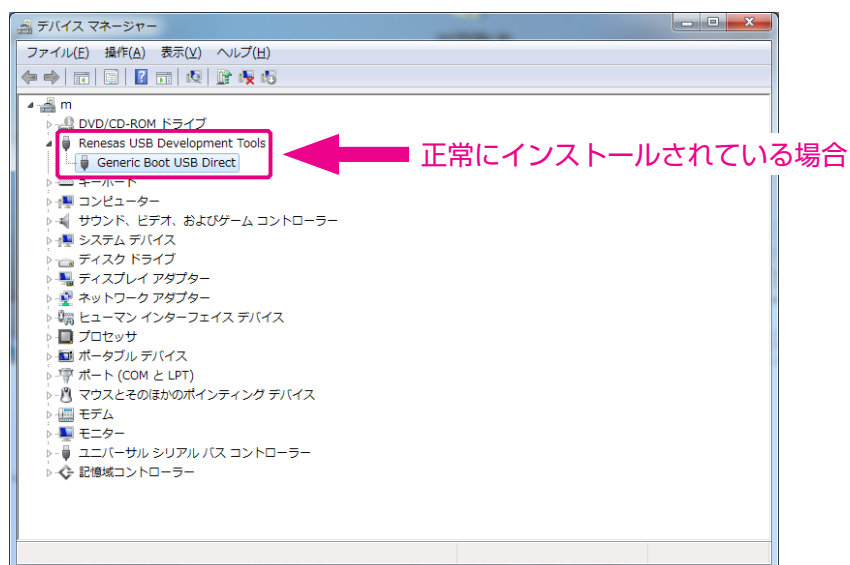 デバイス マネージャー
ファイル(F) 操作(A) 表示(V) ヘルプ(H)
m
DVD/CD-ROM ドライブ
Renesas USB Development Tools
Generic Boot USB Direct
正常にインストールされている場合
キーボード
コンピューター
サウンド、ビデオ、およびゲーム コントローラー
システム デバイス
ディスク ドライブ
ディスプレイ アダプター
ネットワーク アダプター
ヒューマン インターフェイス デバイス
プロセッサ
ポータブル デバイス
ポート (COM と LPT)
マウスとそのほかのポインティング デバイス
モデム
モニター
ユニバーサル シリアル バス コントローラー
記憶域コントローラー